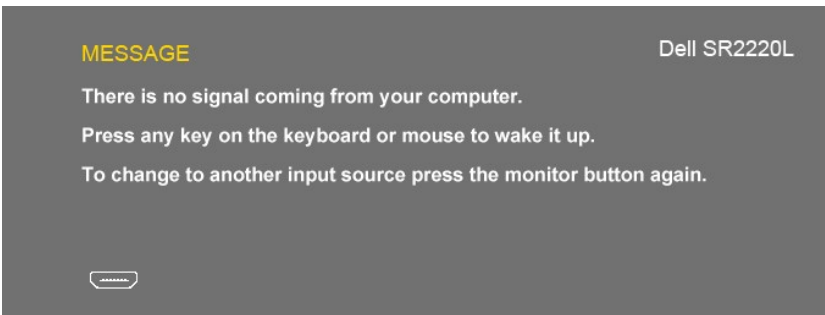 MESSAGE
Dell SR2220L
There is no signal coming from your computer.
Press any key on the keyboard or mouse to wake it up.
To change to another input source press the monitor button again.